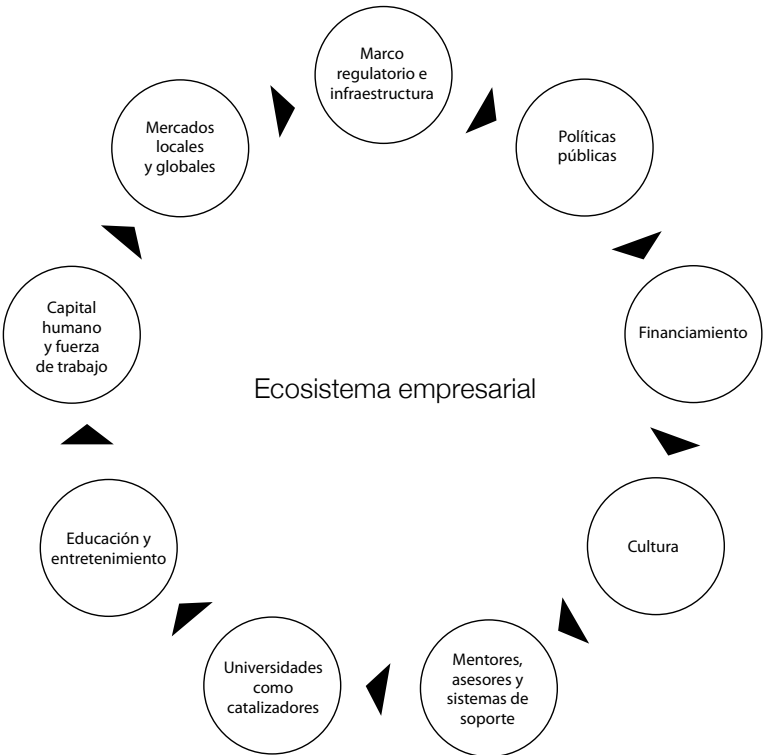 Marco
regulatorio e
infraestructura
Políticas
públicas
Financiamiento
Cultura
Mentores,
asesores y
sistemas de
soporte
Universidades
como
catalizadores
Educación y
entretenimiento
Capital
humano
y fuerza
de trabajo
Mercados
locales
y globales
Ecosistema empresarial